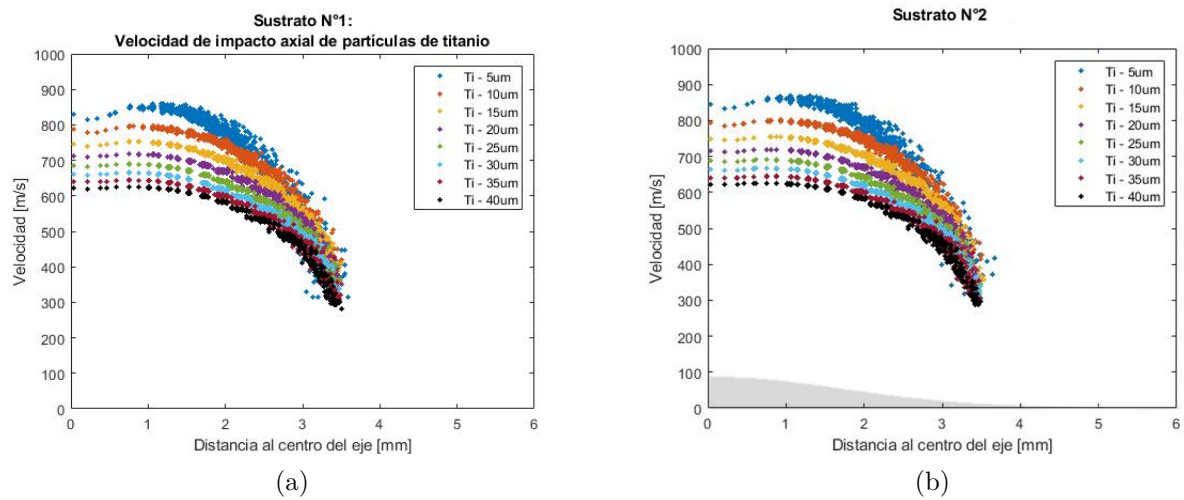 Sustrato N°1:
Velocidad de impacto axial de partículas de titanio
1000
900
800
700
600
500
400
300
200
100
0
Velocidad [m/s]
0 1 2 3 4 5 6
Distancia al centro del eje [mm]
Ti - 5um
Ti - 10um
Ti - 15um
Ti - 20um
Ti - 25um
Ti - 30um
Ti - 35um
Ti - 40um
(a)
Sustrato N°2
1000
900
800
700
600
500
400
300
200
100
0
Velocidad [m/s]
0 1 2 3 4 5 6
Distancia al centro del eje [mm]
Ti - 5um
Ti - 10um
Ti - 15um
Ti - 20um
Ti - 25um
Ti - 30um
Ti - 35um
Ti - 40um
(b)